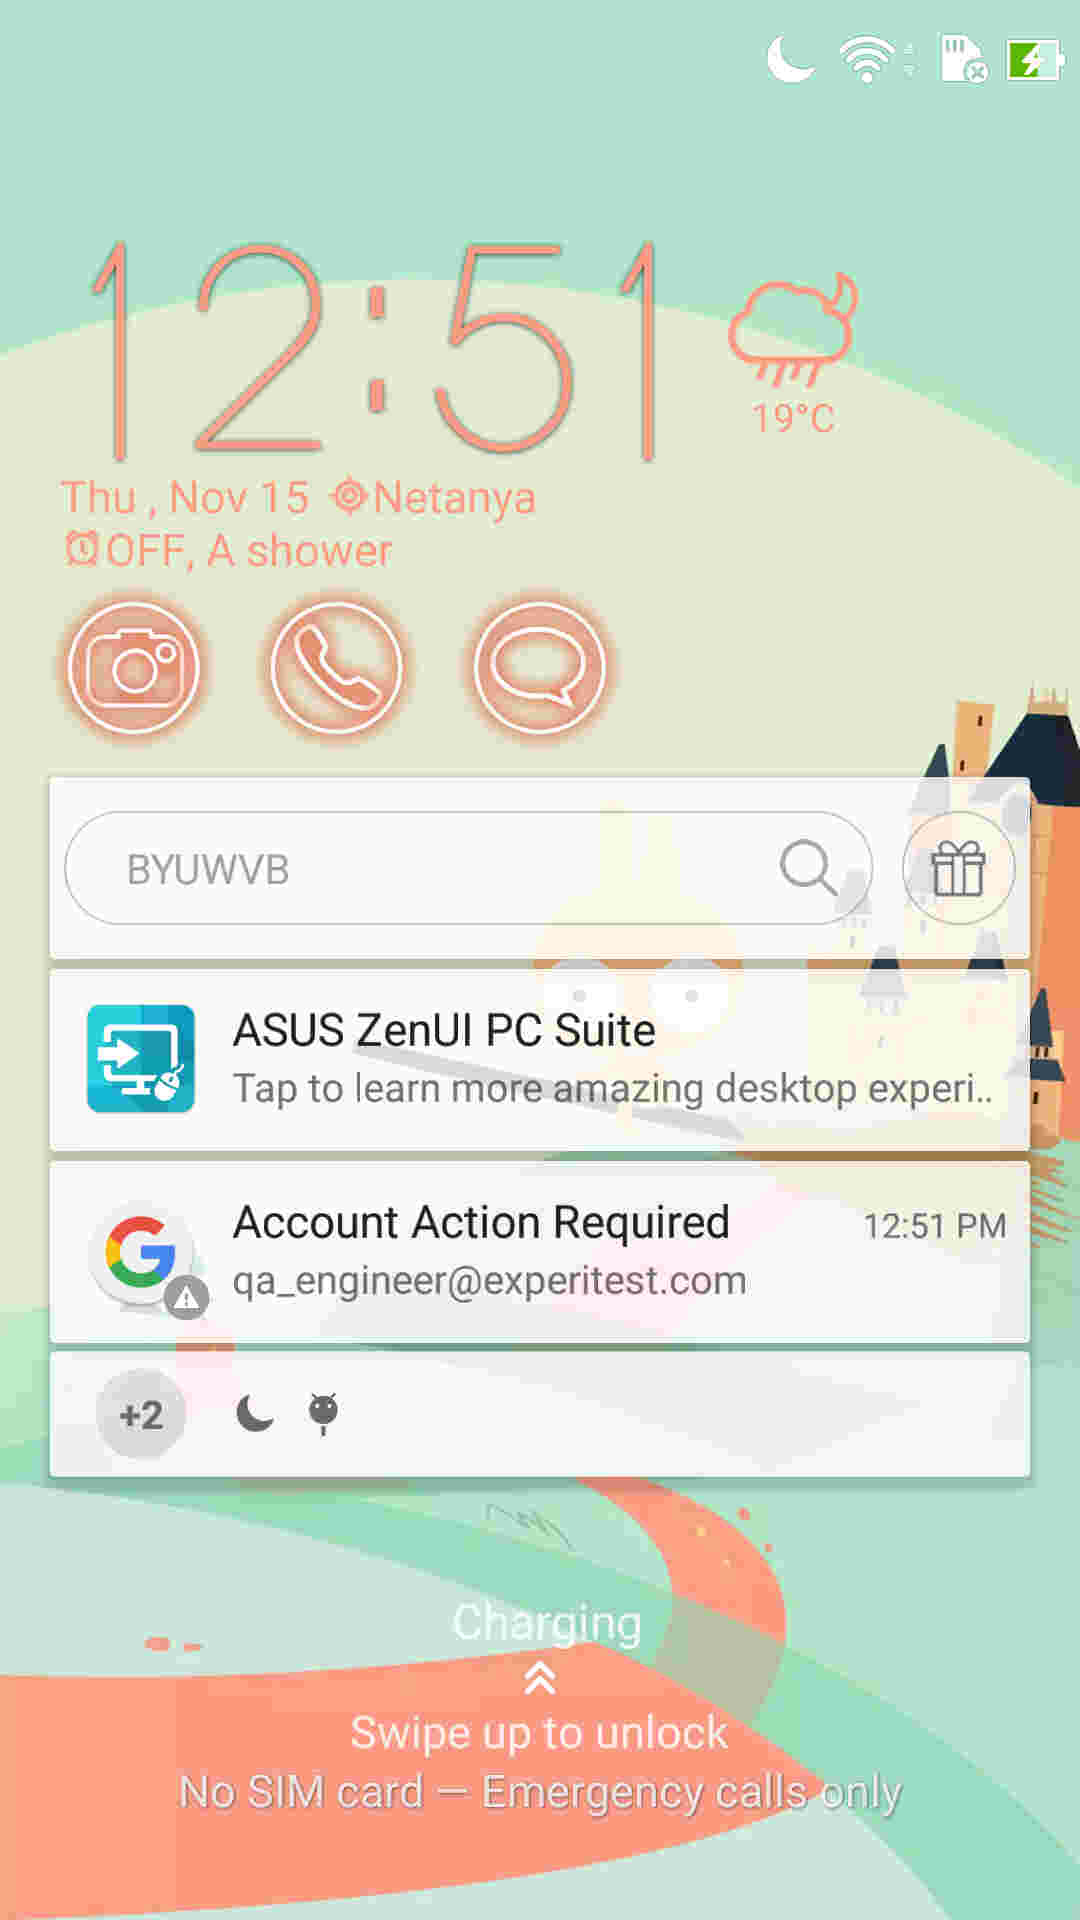 12:51
19°C
Thu , Nov 15 Netanya
OFF, A shower
BYUWVB
ASUS ZenUI PC Suite
Tap to learn more amazing desktop experi..
Account Action Required 12:51 PM
qa_engineer@experitest.com
+2
Charging
Swipe up to unlock
No SIM card — Emergency calls only